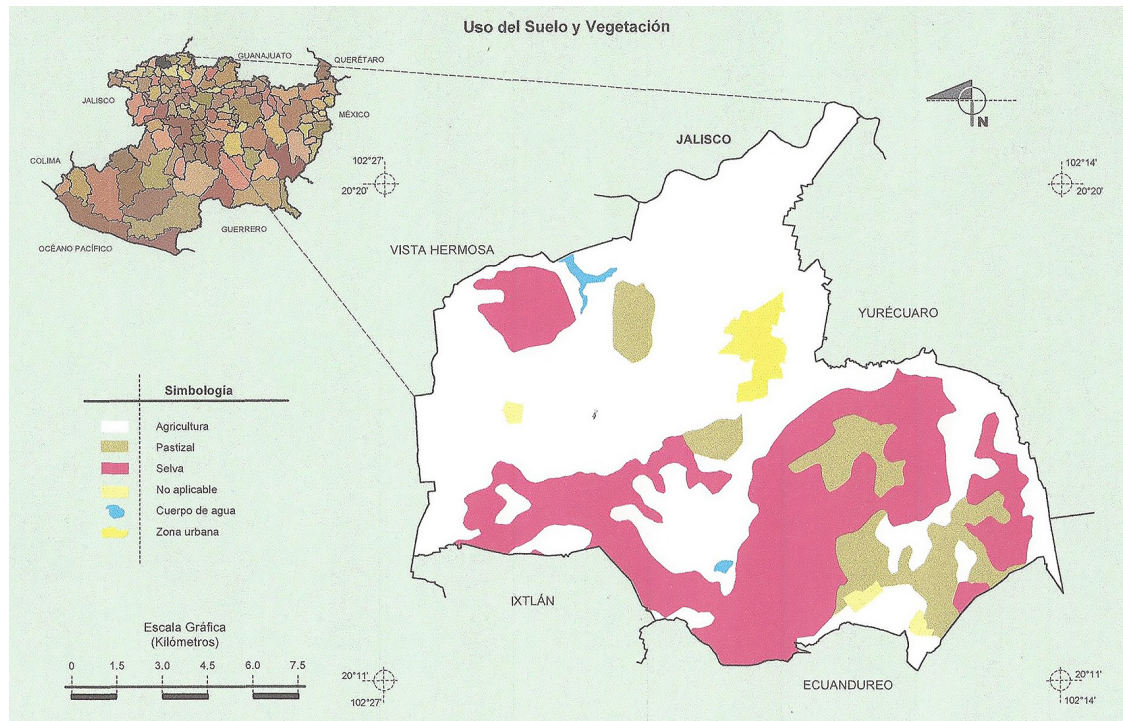 Uso del Suelo y Vegetación
GUANAJUATO
QUERÉTARO
JALISCO
MÉXICO
COLIMA
GUERRERO
OCÉANO PACÍFICO
N
JALISCO
102°27'
20°20'
102°14'
20°20'
VISTA HERMOSA
YURÉCUARO
Simbología
Agricultura
Pastizal
Selva
No aplicable
Cuerpo de agua
Zona urbana
IXTLÁN
ECUANDUREO
Escala Gráfica
(Kilómetros)
0 1.5 3.0 4.5 6.0 7.5
20°11'
102°27'
20°11'
102°14'